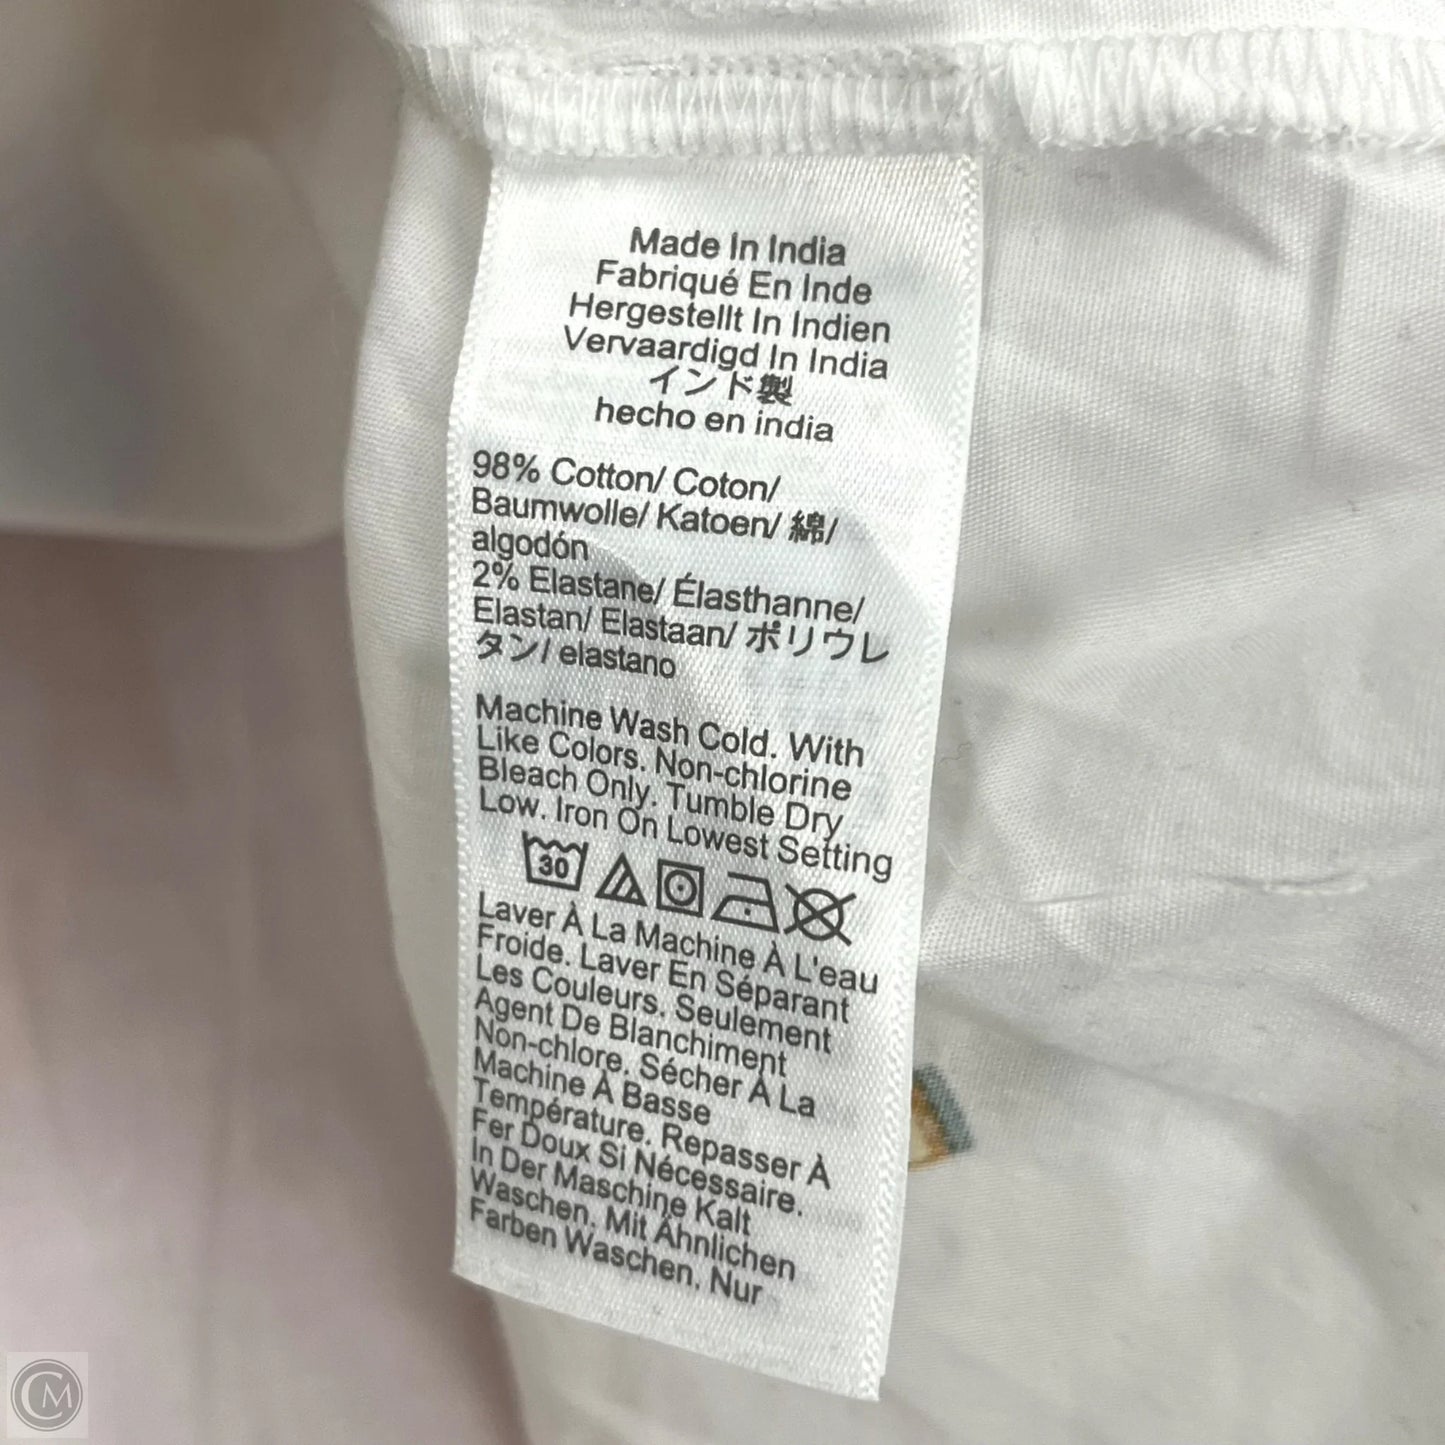 Made In India
Fabriqué En Inde
Hergestellt In Indien
Vervaardigd In India
インド製
hecho en india
98% Cotton/ Coton/
Baumwolle/ Katoen/ 綿/
algodón
2% Elastane/ Élasthanne/
Elastan/ Elastaan/ ポリウレ
タン/ elastano
Machine Wash Cold. With
Like Colors. Non-chlorine
Bleach Only. Tumble Dry
Low. Iron On Lowest Setting
30
Laver À La Machine À L'eau
Froide. Laver En Séparant
Les Couleurs. Seulement
Agent De Blanchiment
Non-chlore. Sécher À La
Machine À Basse
Température. Repasser À
Fer Doux Si Nécessaire.
In Der Maschine Kalt
Waschen. Mit Ähnlichen
Farben Waschen. Nur
CM